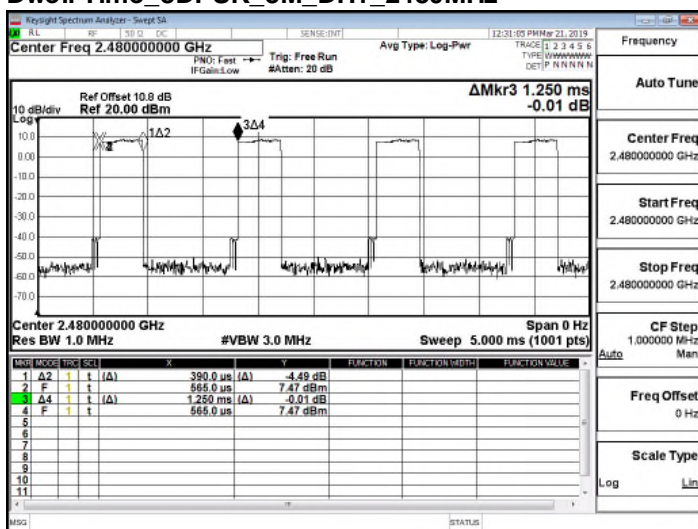 Dwell Time_8DPSK_3M_DH1_2480MHz
Keysight Spectrum Analyzer - Swept SA
RL RF 50 Ω DC SENSE:INT 12:31:05 PM Mar 21, 2019
Center Freq 2.480000000 GHz
PNO: Fast
IFGain:Low
Trig: Free Run
#Atten: 20 dB
Avg Type: Log-Pwr
TRACE 1 2 3 4 5 6
TYPE WWWWWW
DET P N N N N N
Ref Offset 10.8 dB
10 dB/div Ref 20.00 dBm
ΔMkr3 1.250 ms
-0.01 dB
Log
10.0
0.00
-10.0
-20.0
-30.0
-40.0
-50.0
-60.0
-70.0
1Δ2
3Δ4
Center 2.480000000 GHz Span 0 Hz
Res BW 1.0 MHz #VBW 3.0 MHz Sweep 5.000 ms (1001 pts)
MKR MODE TRC SCL X Y FUNCTION FUNCTION WIDTH FUNCTION VALUE
1 Δ2 1 t (Δ) 390.0 us (Δ) -4.49 dB
2 F 1 t 565.0 us 7.47 dBm
3 Δ4 1 t (Δ) 1.250 ms (Δ) -0.01 dB
4 F 1 t 565.0 us 7.47 dBm
5
6
7
8
9
10
11
MSG STATUS
Frequency
Auto Tune
Center Freq
2.480000000 GHz
Start Freq
2.480000000 GHz
Stop Freq
2.480000000 GHz
CF Step
1.000000 MHz
Auto Man
Freq Offset
0 Hz
Scale Type
Log Lin